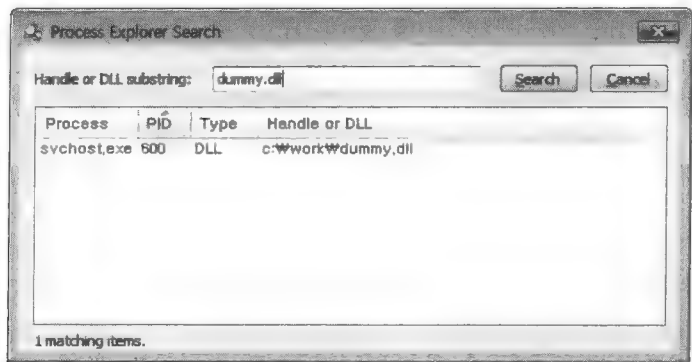 Process Explorer Search
Handle or DLL substring: dummy.dll Search Cancel
Process PID Type Handle or DLL
svchost,exe 600 DLL c:₩work₩dummy,dll
1 matching items.